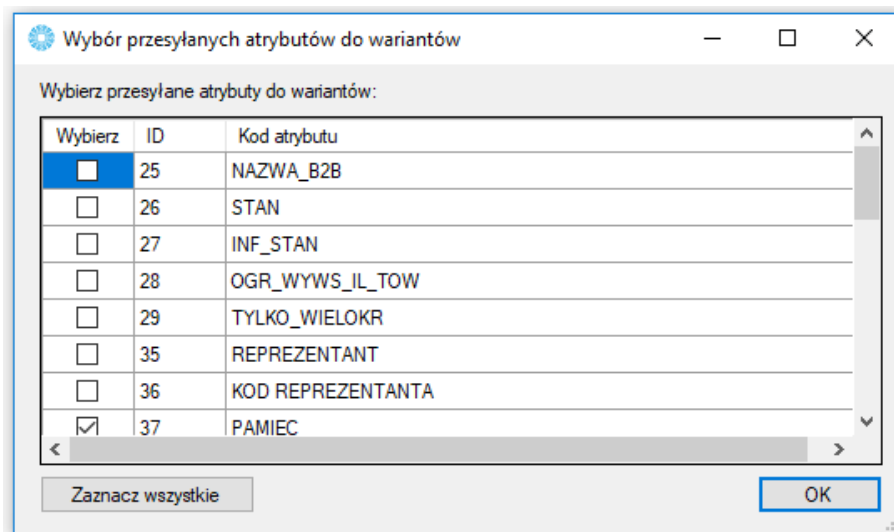 Wybór przesyłanych atrybutów do wariantów
Wybierz przesyłane atrybuty do wariantów:
Wybierz ID Kod atrybutu
25 NAZWA_B2B
26 STAN
27 INF_STAN
28 OGR_WYWS_IL_TOW
29 TYLKO_WIELOKR
35 REPREZENTANT
36 KOD REPREZENTANTA
37 PAMIEC
Zaznacz wszystkie OK